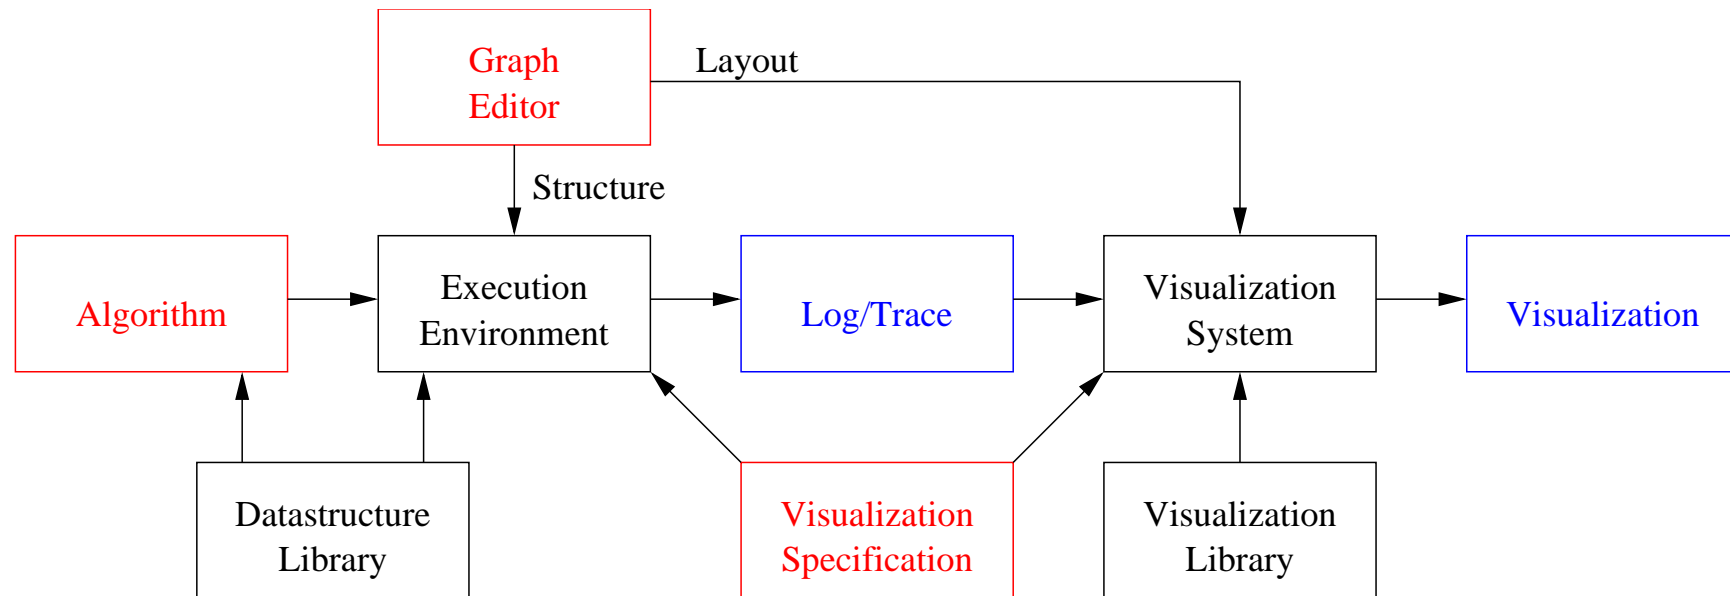 Graph
Editor
Layout
Structure
Algorithm
Execution
Environment
Log/Trace
Visualization
System
Visualization
Datastructure
Library
Visualization
Specification
Visualization
Library